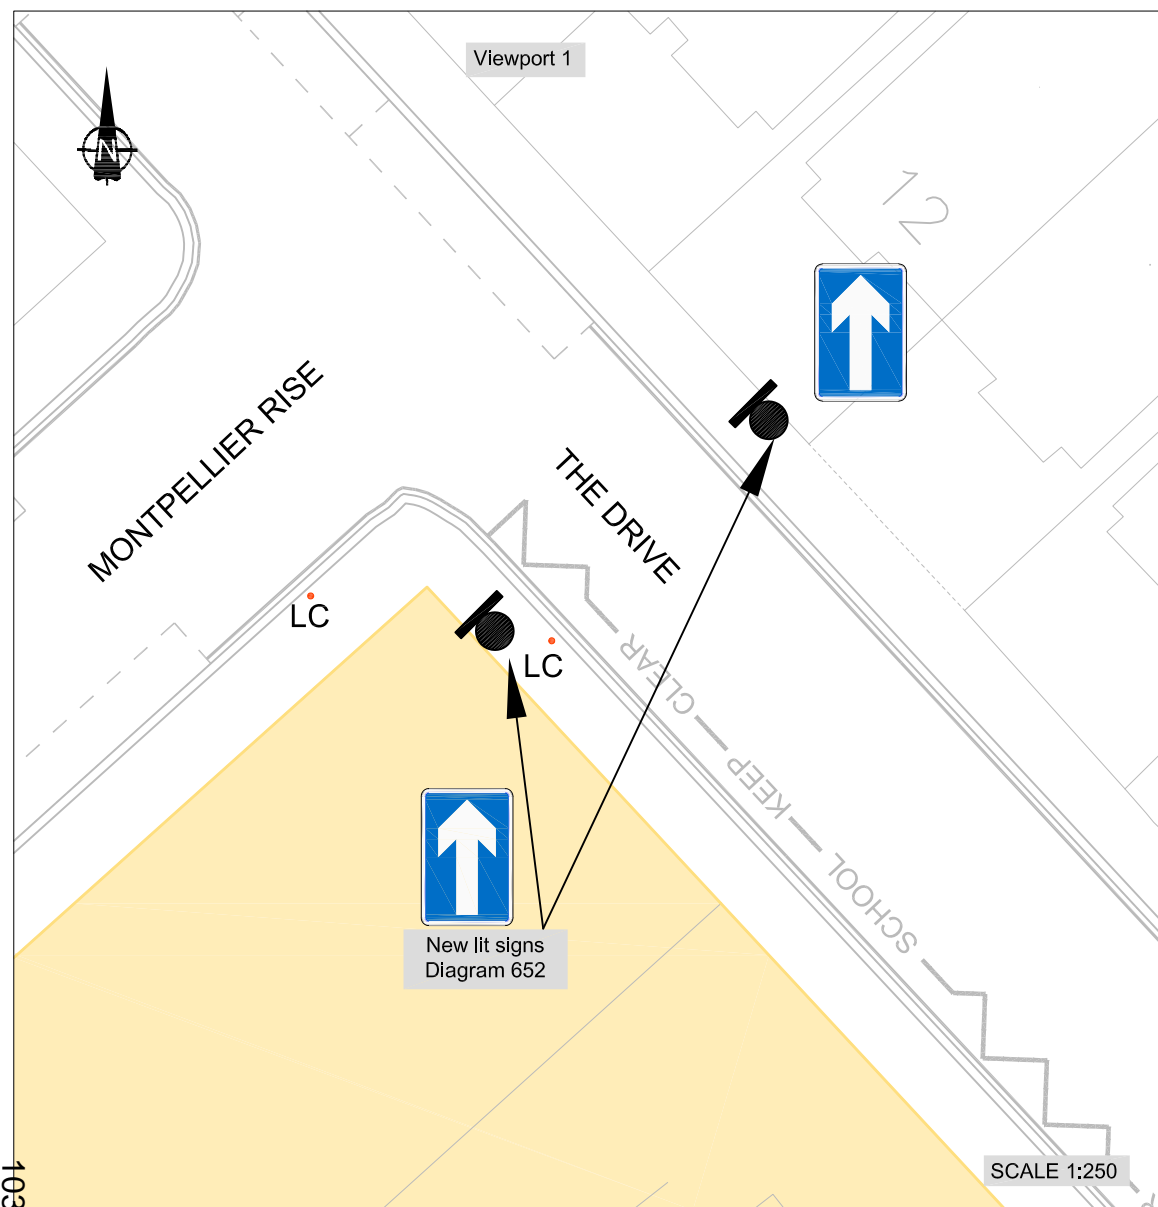 Viewport 1
N
12
MONTPELLIER RISE
THE DRIVE
LC
LC
CLEAR
KEEP
SCHOOL
New lit signs
Diagram 652
SCALE 1:250
103